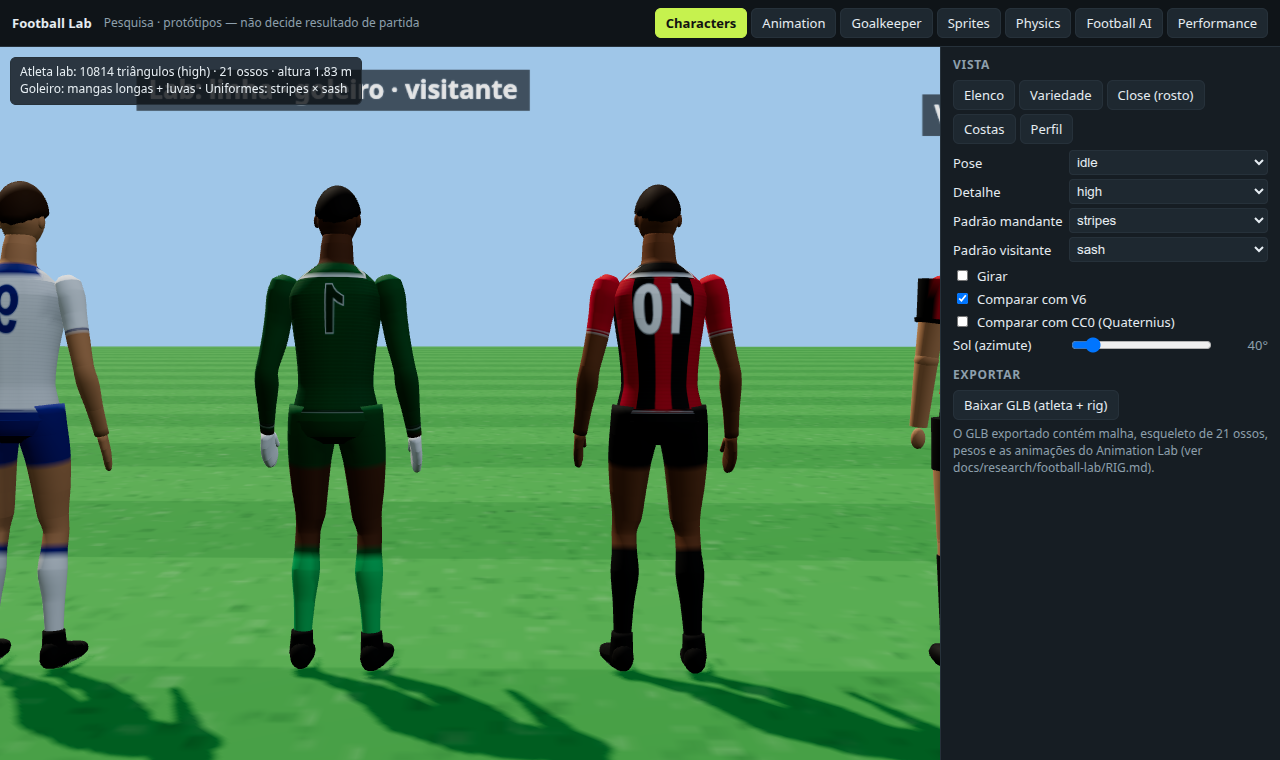 Football Lab
Pesquisa · protótipos — não decide resultado de partida
Characters
Animation
Goalkeeper
Sprites
Physics
Football AI
Performance
Atleta lab: 10814 triângulos (high) · 21 ossos · altura 1.83 m
Goleiro: mangas longas + luvas · Uniformes: stripes × sash
Lab: linha · goleiro · visitante
9
1
10
VISTA
Elenco
Variedade
Close (rosto)
Costas
Perfil
Pose
idle
Detalhe
high
Padrão mandante
stripes
Padrão visitante
sash
Girar
Comparar com V6
Comparar com CC0 (Quaternius)
Sol (azimute)
40°
EXPORTAR
Baixar GLB (atleta + rig)
O GLB exportado contém malha, esqueleto de 21 ossos,
pesos e as animações do Animation Lab (ver
docs/research/football-lab/RIG.md).